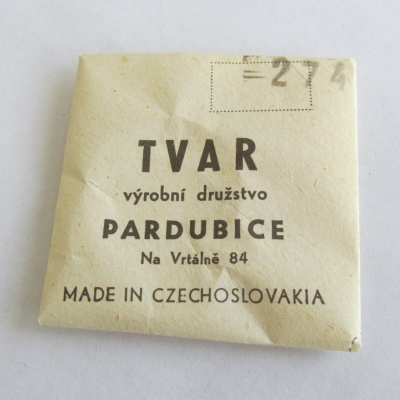 274
TVAR
výrobní družstvo
PARDUBICE
Na Vrtálně 84
MADE IN CZECHOSLOVAKIA